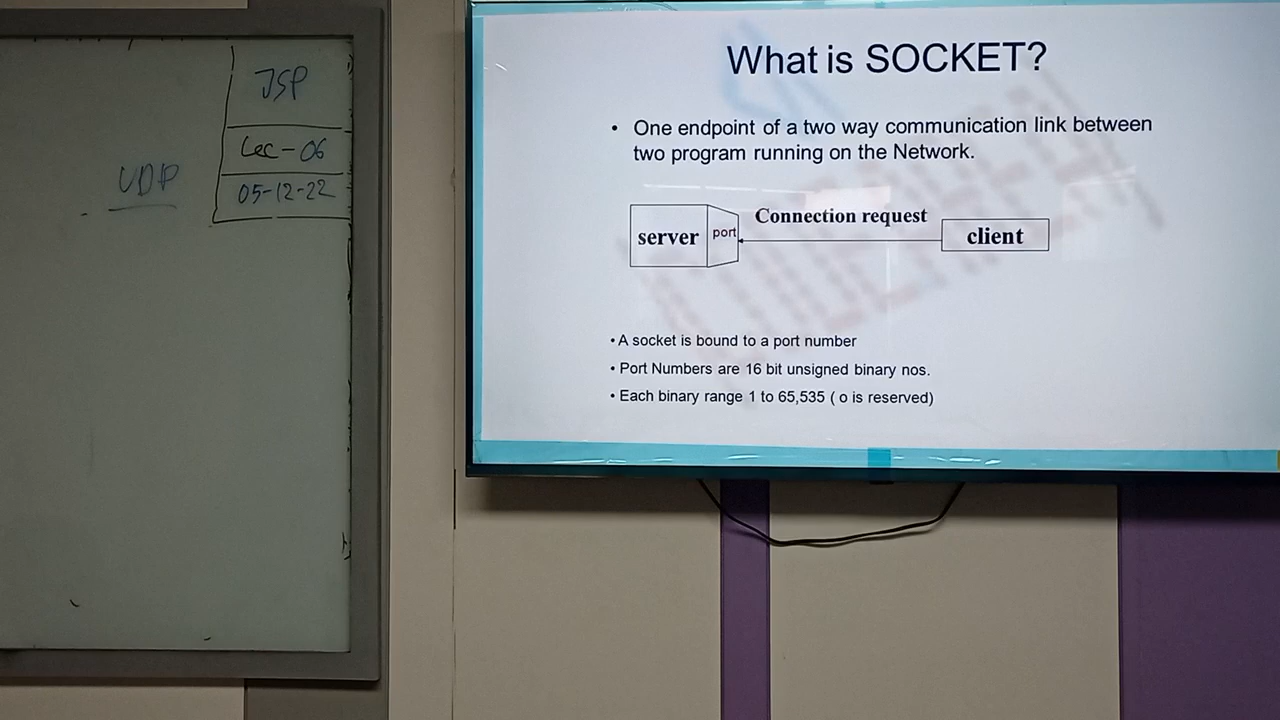 JSP
Lec-06
05-12-22
UDP
What is SOCKET?
• One endpoint of a two way communication link between
two program running on the Network.
server
port
Connection request
client
• A socket is bound to a port number
• Port Numbers are 16 bit unsigned binary nos.
• Each binary range 1 to 65,535 ( o is reserved)